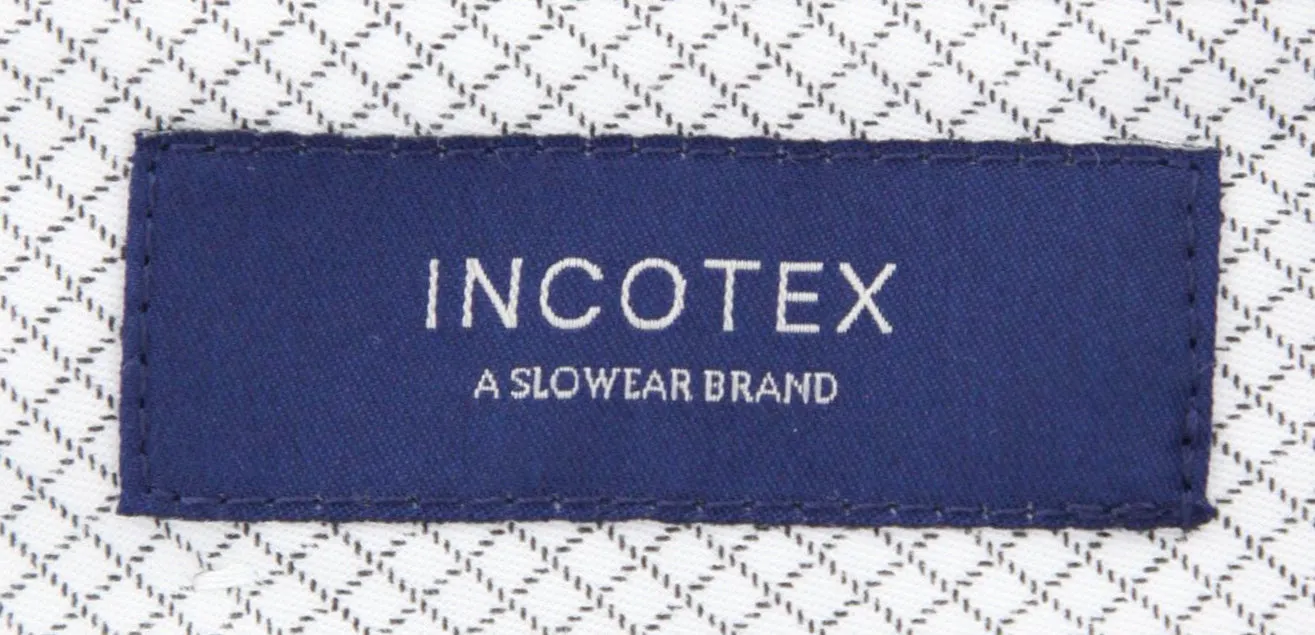 INCOTEX
A SLOWEAR BRAND